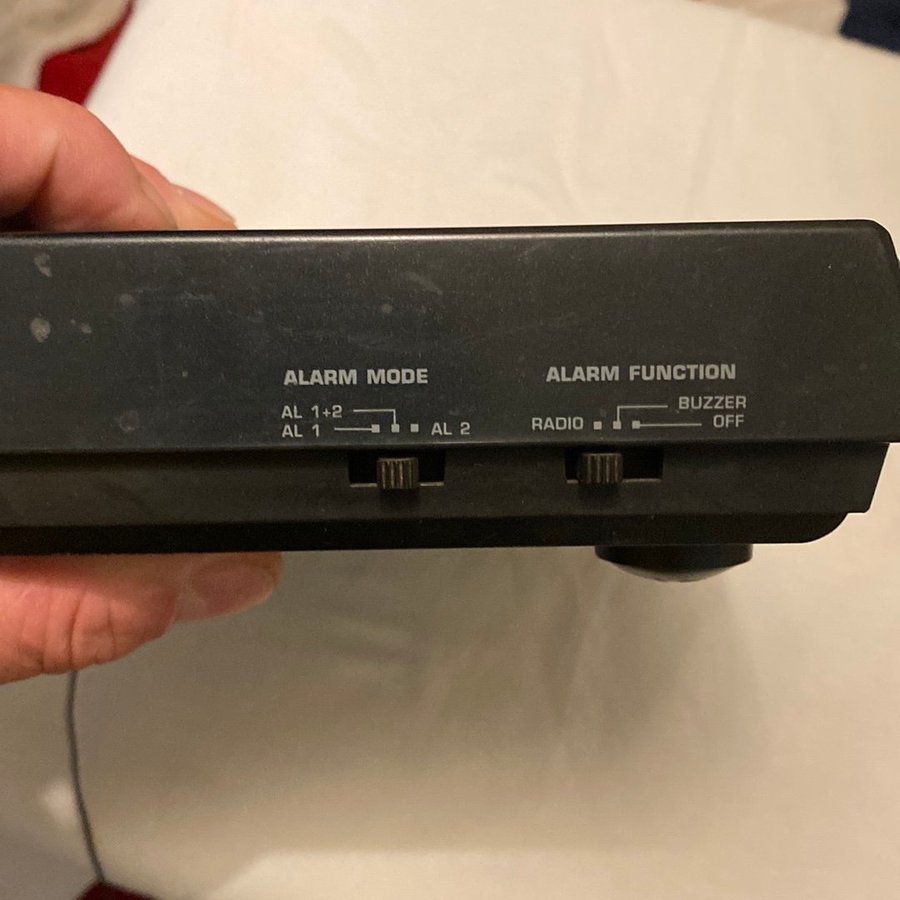 ALARM MODE
AL 1+2
AL 1 AL 2
ALARM FUNCTION
BUZZER
RADIO OFF